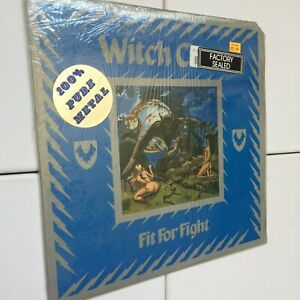 Witch C
FACTORY
SEALED
100%
PURE
METAL
Fit For Fight